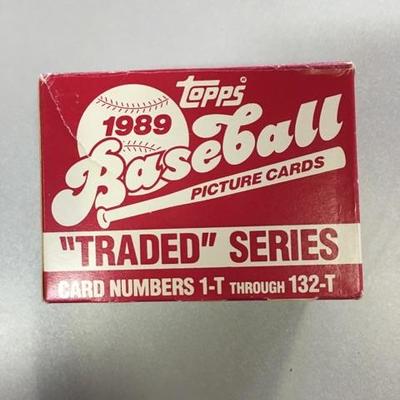 TOPPS
1989
Baseball
PICTURE CARDS
"TRADED" SERIES
CARD NUMBERS 1-T THROUGH 132-T